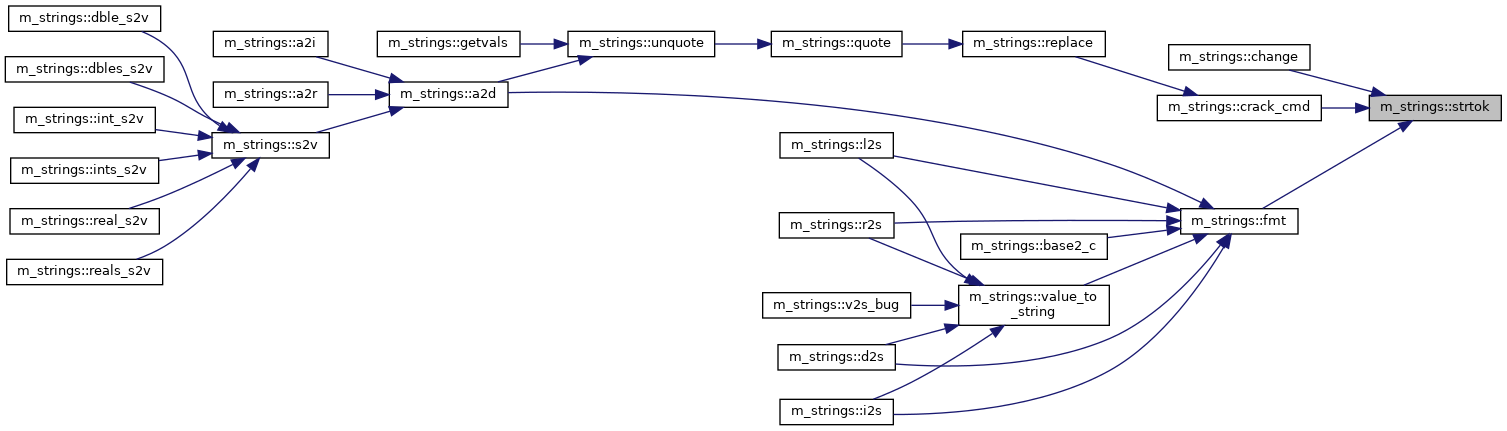 m_strings::dble_s2v
m_strings::dbles_s2v
m_strings::int_s2v
m_strings::ints_s2v
m_strings::real_s2v
m_strings::reals_s2v
m_strings::a2i
m_strings::a2r
m_strings::s2v
m_strings::getvals
m_strings::a2d
m_strings::unquote
m_strings::quote
m_strings::l2s
m_strings::r2s
m_strings::v2s_bug
m_strings::d2s
m_strings::i2s
m_strings::replace
m_strings::base2_c
m_strings::value_to
_string
m_strings::change
m_strings::crack_cmd
m_strings::fmt
m_strings::strtok